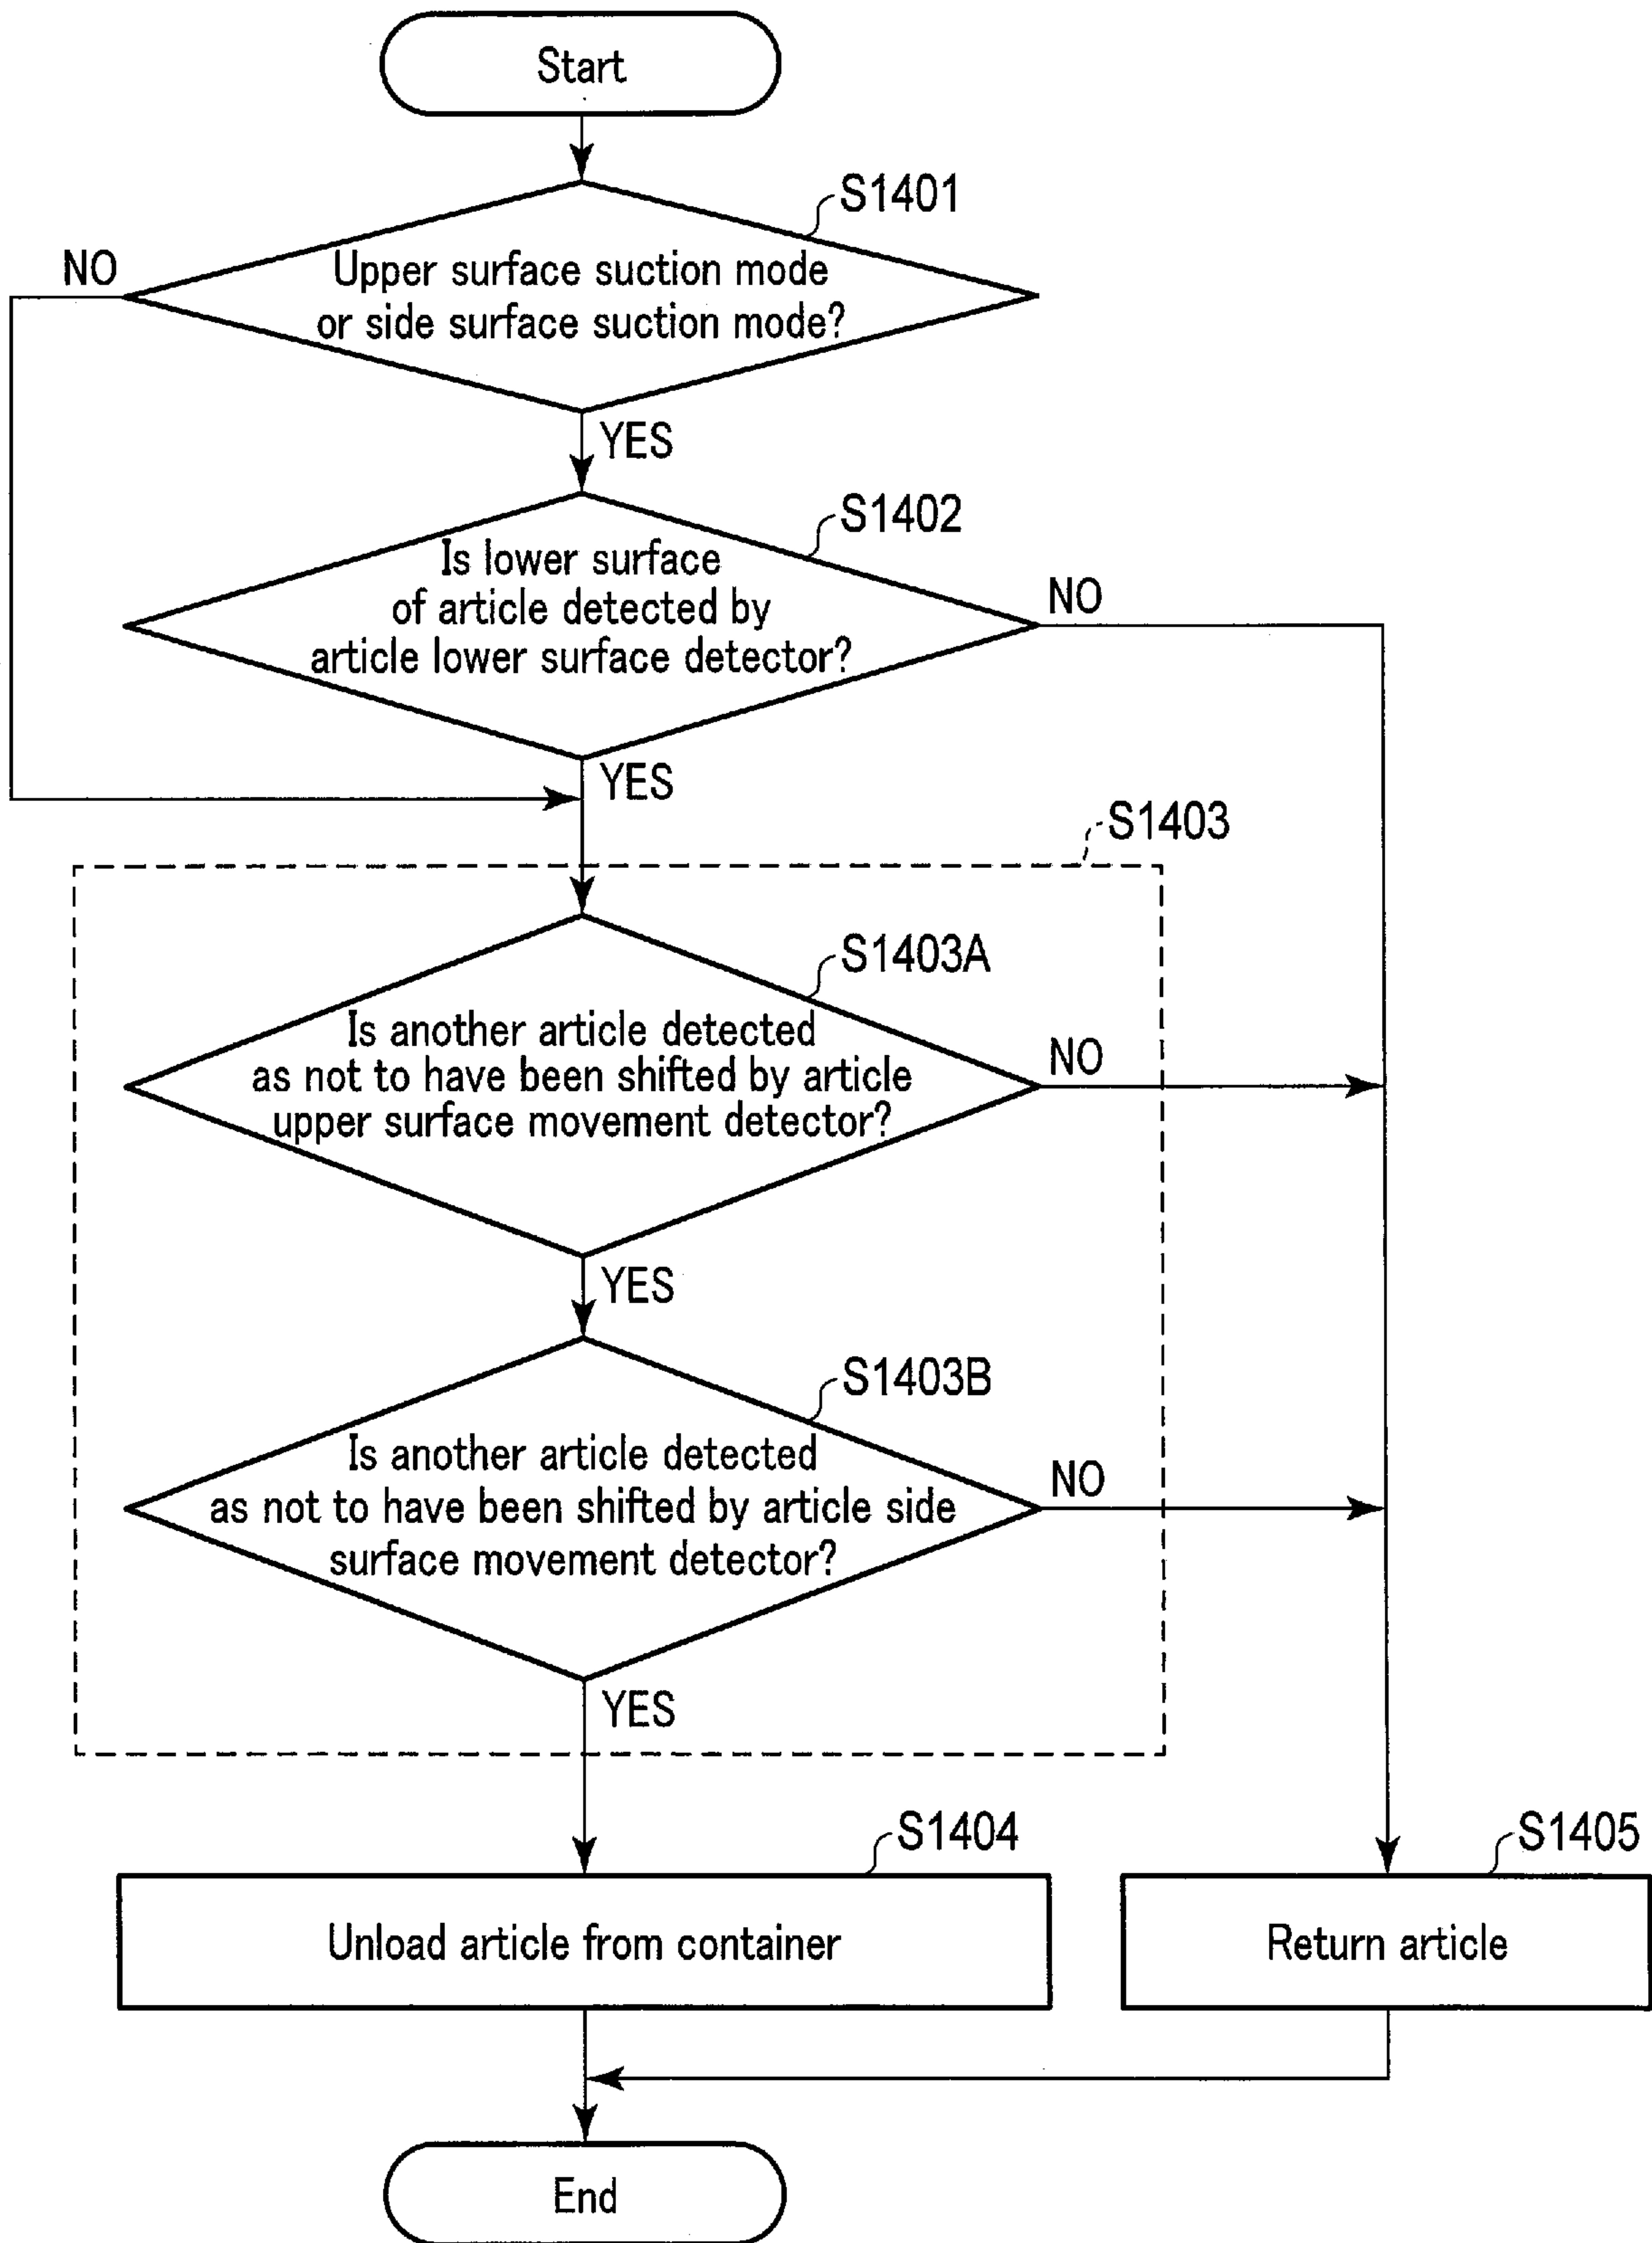 Start
S1401
NO
Upper surface suction mode
or side surface suction mode?
YES
S1402
Is lower surface
of article detected by
article lower surface detector?
NO
YES
S1403
S1403A
Is another article detected
as not to have been shifted by article
upper surface movement detector?
NO
YES
S1403B
Is another article detected
as not to have been shifted by article side
surface movement detector?
NO
YES
S1404
S1405
Unload article from container
Return article
End